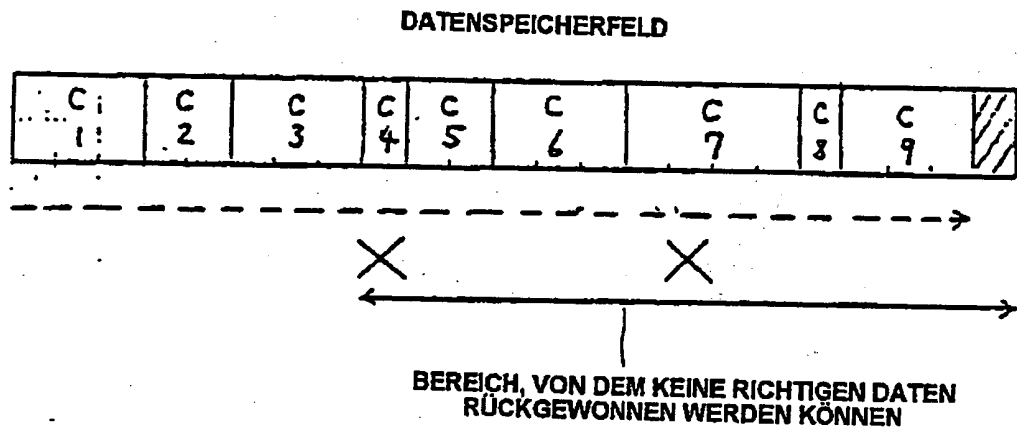 DATENSPEICHERFELD
C C C C C C C C C
1 2 3 4 5 6 7 8 9
BEREICH, VON DEM KEINE RICHTIGEN DATEN
RÜCKGEWONNEN WERDEN KÖNNEN